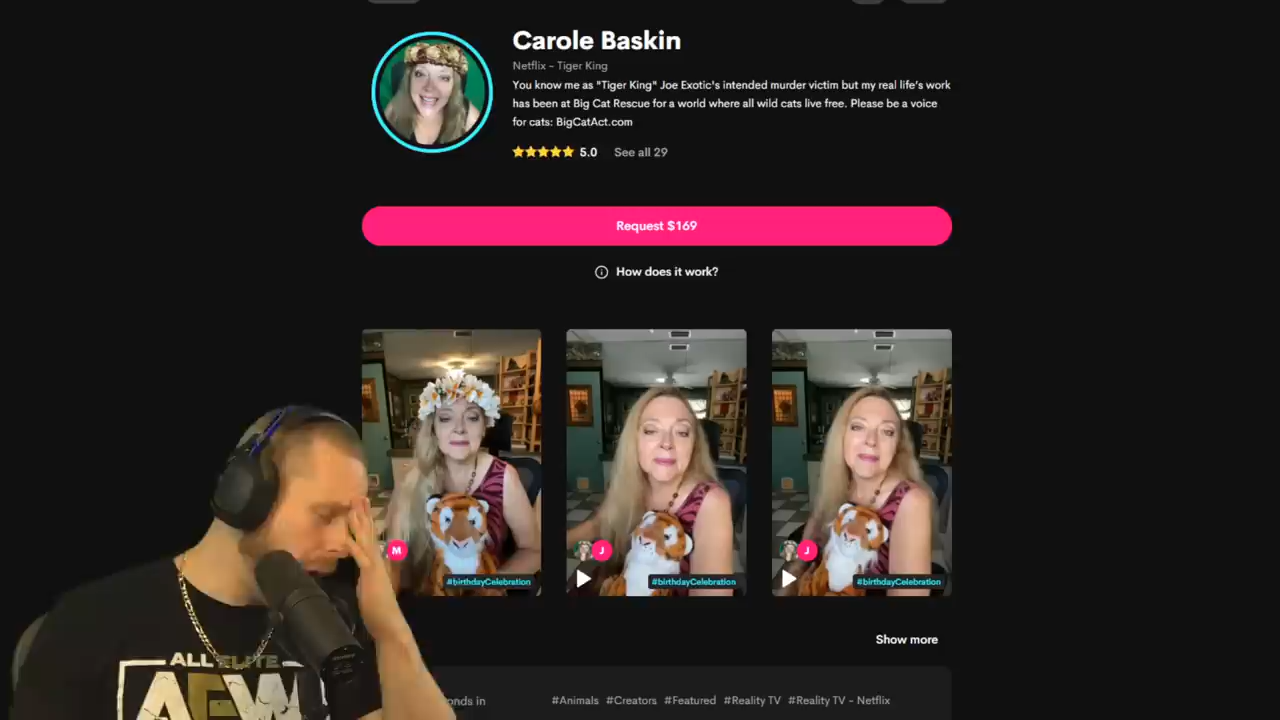 Carole Baskin
Netflix - Tiger King
You know me as "Tiger King" Joe Exotic's intended murder victim but my real life's work
has been at Big Cat Rescue for a world where all wild cats live free. Please be a voice
for cats: BigCatAct.com
5.0 See all 29
Request $169
How does it work?
M
J
J
#birthdayCelebration
#birthdayCelebration
#birthdayCelebration
Show more
in
#Animals #Creators #Featured #Reality TV #Reality TV - Netflix
ALL ELITE
AEW